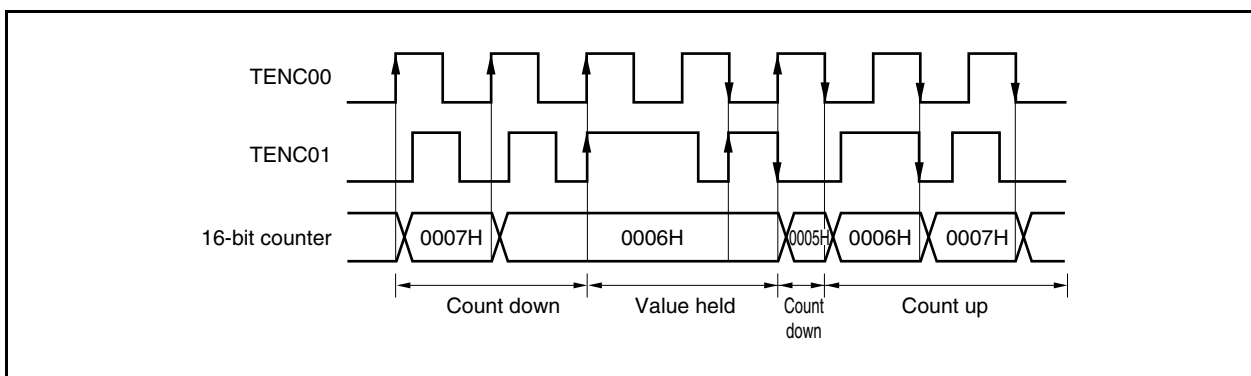 TENC00
TENC01
16-bit counter
0007H
0006H
0005H
0006H
0007H
Count down
Value held
Count
down
Count up